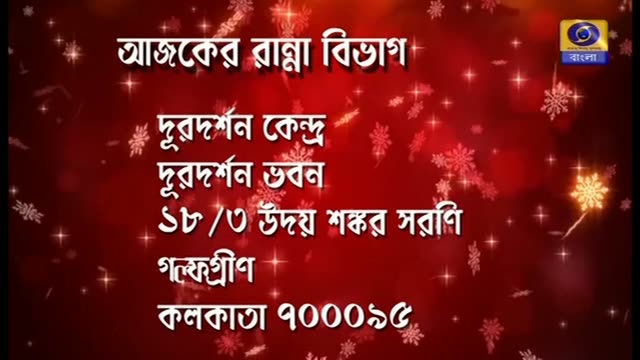 আজকের রান্না বিভাগ
বাংলা
দূরদর্শন কেন্দ্র
দূরদর্শন ভবন
১৮/৩ উদয় শঙ্কর সরণি
গল্ফগ্রীণ
কলকাতা ৭০০০৯৫